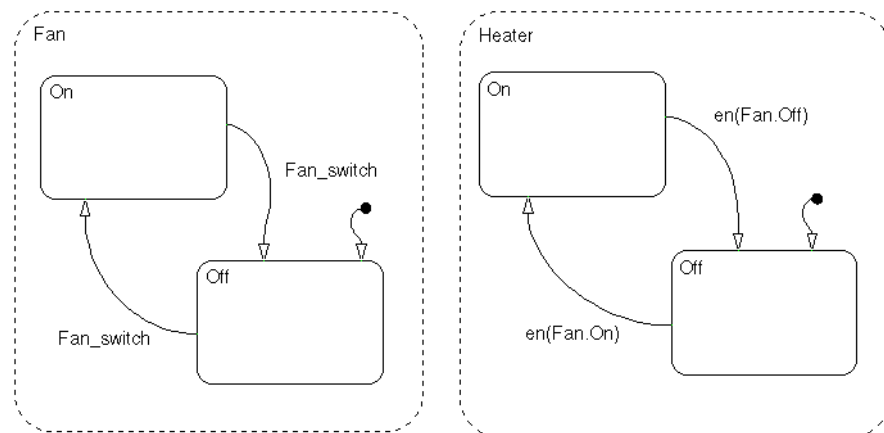 Fan
On
Fan_switch
Off
Fan_switch
Heater
On
en(Fan.Off)
Off
en(Fan.On)